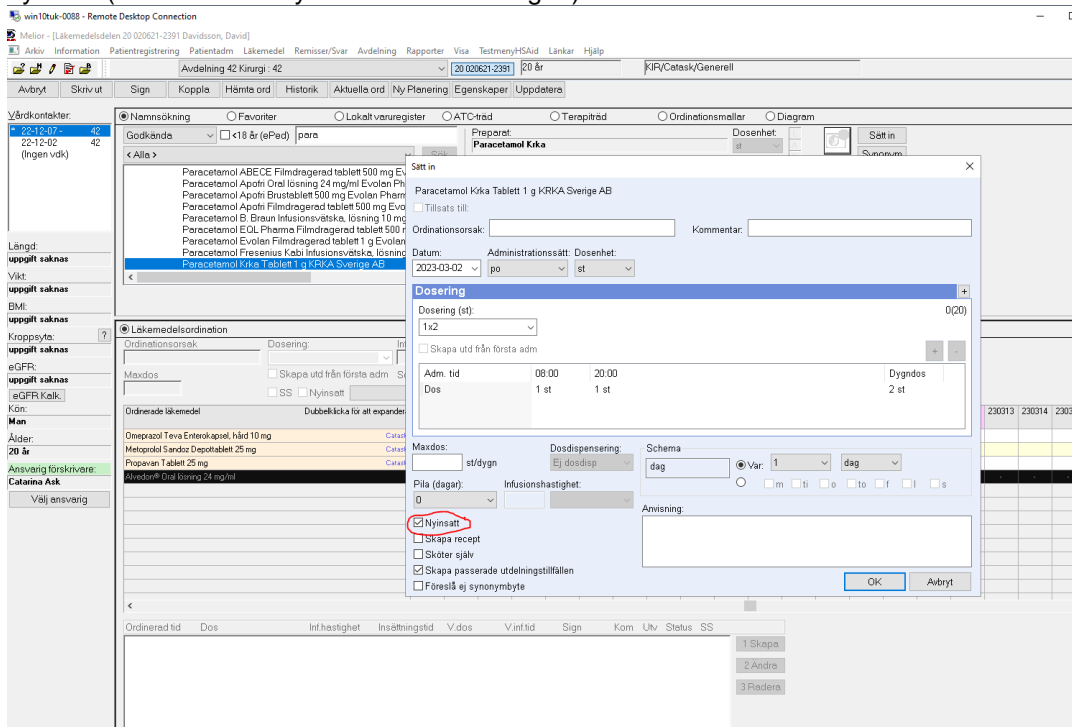 win10tuk-0088 - Remote Desktop Connection
Melior - [Läkemedelsdelen 20 020621-2391 Davidsson, David]
Arkiv Information Patientregistrering Patientadm Läkemedel Remisser/Svar Avdelning Rapporter Visa TestmenyHSAid Länkar Hjälp
Avdelning 42 Kirurgi : 42 20 020621-2391 20 år KIR/Catask/Generell
Avbryt Skriv ut Sign Koppla Hämta ord Historik Aktuella ord Ny Planering Egenskaper Uppdatera
Vårdkontakter:
* 22-12-07 - 42
22-12-02 42
(Ingen vdk)
Längd:
uppgift saknas
Vikt:
uppgift saknas
BMI:
uppgift saknas
Kroppsyta: ?
uppgift saknas
eGFR:
uppgift saknas
eGFR Kalk.
Kön:
Man
Ålder:
20 år
Ansvarig förskrivare:
Catarina Ask
Välj ansvarig
Namnsökning Favoriter Lokalt varuregister ATC-träd Terapiträd Ordinationsmall Diagram
Godkända <18 år (ePed) para
< Alla > Sök
Preparat: Dosenhet:
Paracetamol Krka st
Sätt in
Synonym
Paracetamol ABECE Filmdragerad tablett 500 mg Ev
Paracetamol Apofri Oral lösning 24 mg/ml Evolan Ph
Paracetamol Apofri Brustablett 500 mg Evolan Pharm
Paracetamol Apofri Filmdragerad tablett 500 mg Evo
Paracetamol B. Braun Infusionsvätska, lösning 10 mg
Paracetamol EQL Pharma Filmdragerad tablett 500 m
Paracetamol Evolan Filmdragerad tablett 1 g Evolan
Paracetamol Fresenius Kabi Infusionsvätska, lösning
Paracetamol Krka Tablett 1 g KRKA Sverige AB
Läkemedelsordination
Ordinationsorsak Dosering:
Maxdos Skapa utd från första adm
SS Nyinsatt
Ordinerade läkemedel Dubbelklicka för att expander
230313 230314
Omeprazol Teva Enterokapsel, hård 10 mg
Metoprolol Sandoz Depottablett 25 mg
Propavan Tablett 25 mg
Alvedon® Oral lösning 24 mg/ml
Sätt in
Paracetamol Krka Tablett 1 g KRKA Sverige AB
Tillsats till:
Ordinationsorsak: Kommentar:
Datum: Administrationssätt: Dosenhet:
2023-03-02 po st
Dosering +
Dosering (st): 0(20)
1x2
Skapa utd från första adm + -
Adm. tid 08:00 20:00 Dygndos
Dos 1 st 1 st 2 st
Maxdos: Dosdispensering: Schema
st/dygn Ej dosdisp dag Var: 1 dag
m ti o to f l s
Pila (dagar): Infusionshastighet:
0
Anvisning:
Nyinsatt
Skapa recept
Sköter själv
Skapa passerade utdelningstillfällen
Föreslå ej synonymbyte
OK Avbryt
Ordinerad tid Dos Inf.hastighet Insättningstid V.dos V.inf.tid Sign Kom Utv Status SS
1 Skapa
2 Ändra
3 Radera